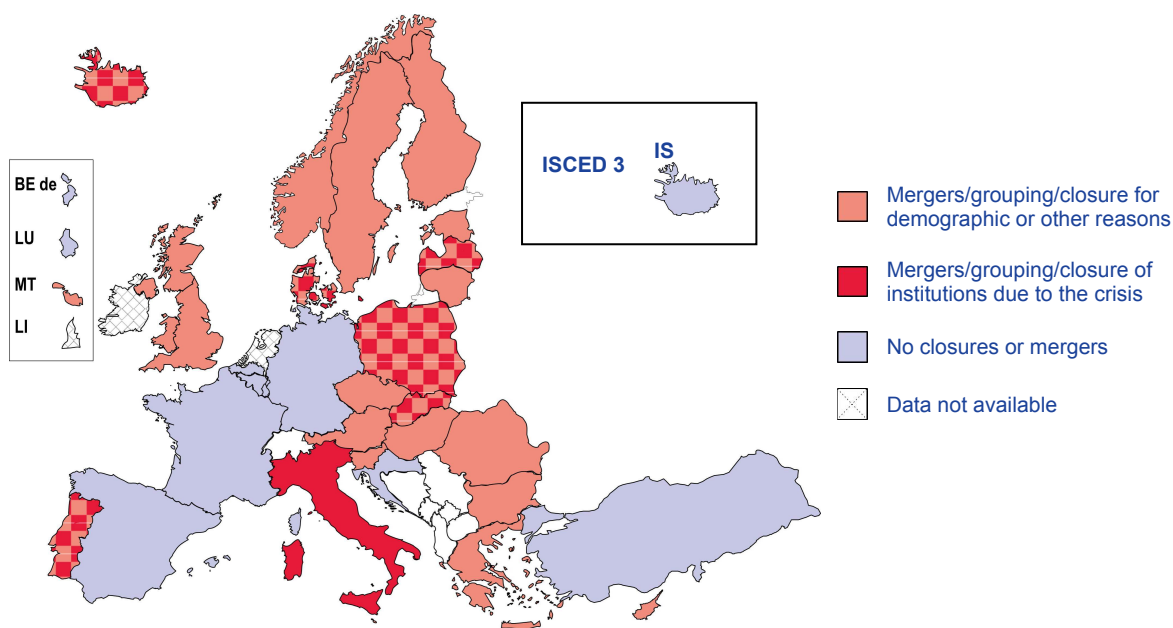 BE de
LU
MT
LI
ISCED 3
IS
Mergers/grouping/closure for
demographic or other reasons
Mergers/grouping/closure of
institutions due to the crisis
No closures or mergers
Data not available